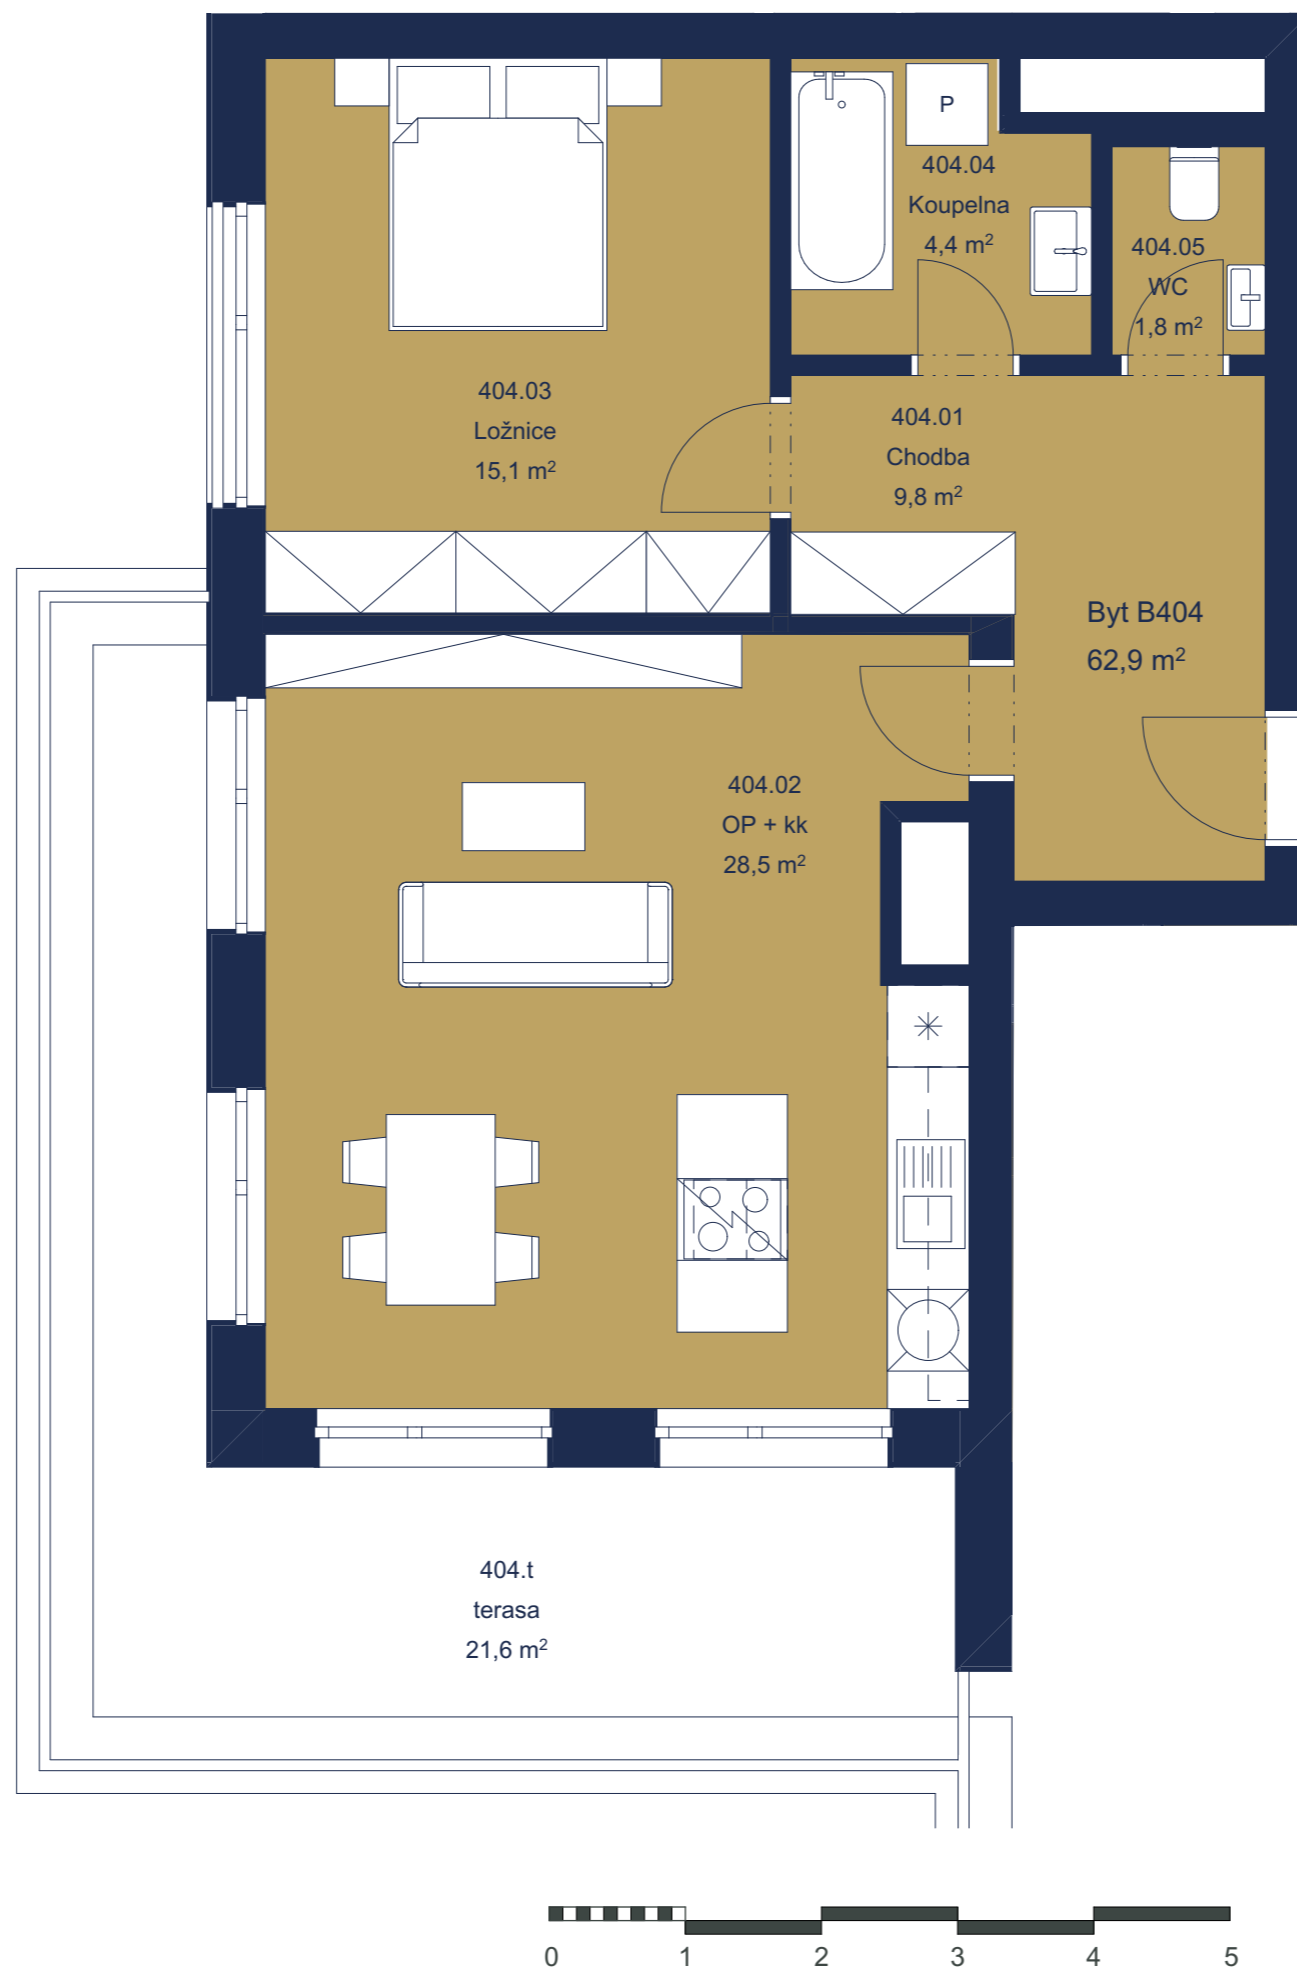 P
404.04
Koupelna
4,4 m²
404.05
WC
1,8 m²
404.03
Ložnice
15,1 m²
404.01
Chodba
9,8 m²
Byt B404
62,9 m²
404.02
OP + kk
28,5 m²
404.t
terasa
21,6 m²
0 1 2 3 4 5